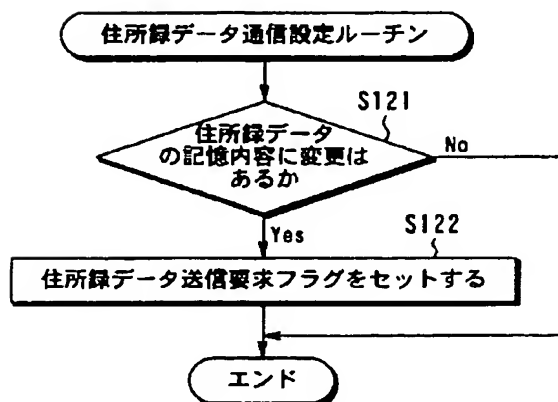 住所録データ通信設定ルーチン
S121
住所録データ
の記憶内容に変更は
あるか
No
Yes
S122
住所録データ送信要求フラグをセットする
エンド